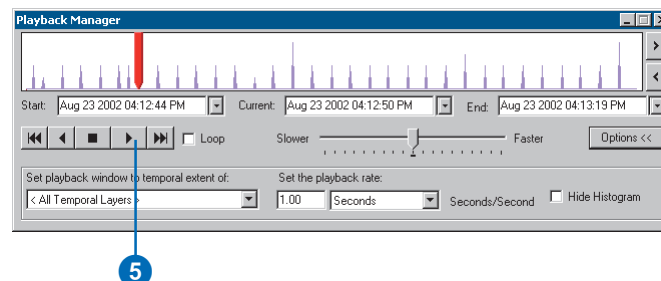 Playback Manager
Start: Aug 23 2002 04:12:44 PM Current: Aug 23 2002 04:12:50 PM End: Aug 23 2002 04:13:19 PM
Loop Slower Faster Options <<
Set playback window to temporal extent of: Set the playback rate:
< All Temporal Layers > 1.00 Seconds Seconds/Second Hide Histogram
5